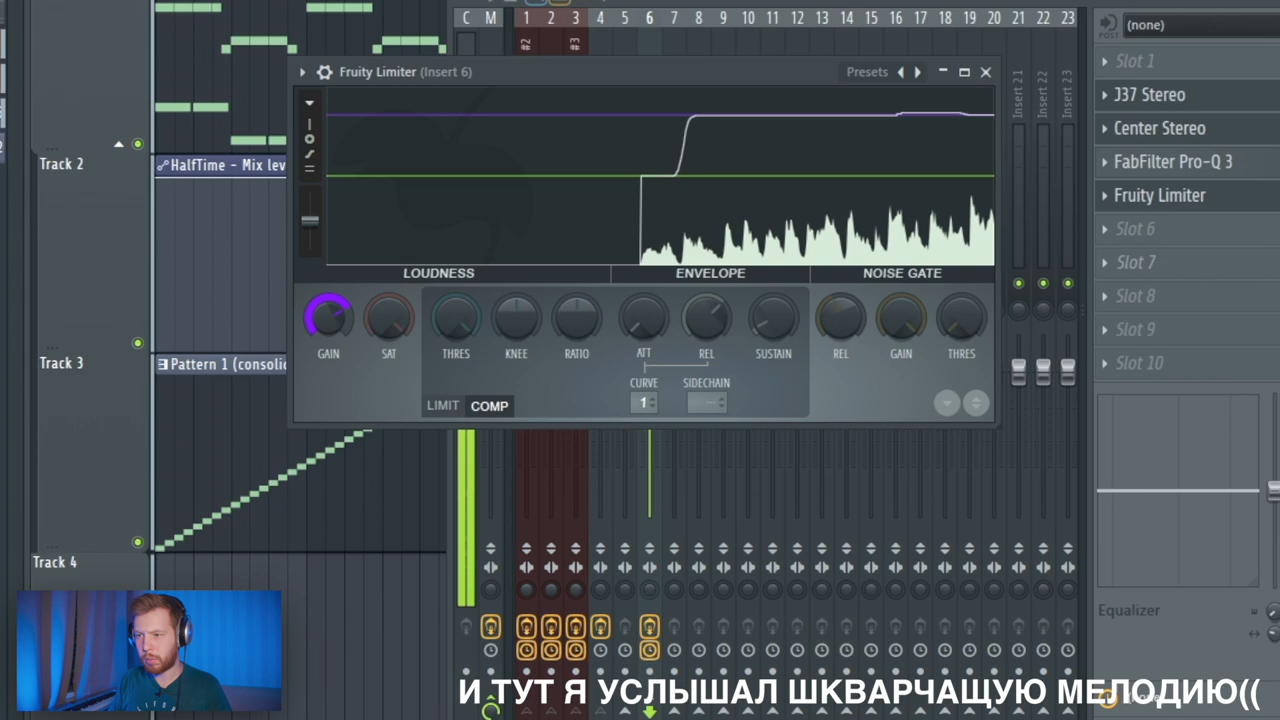 C M 1 2 3 4 5 6 7 8 9 10 11 12 13 14 15 16 17 18 19 20 21 22 23
(none)
POST
#2 #3
Insert 21 Insert 22 Insert 23
Fruity Limiter (Insert 6) Presets
Slot 1
J37 Stereo
Center Stereo
FabFilter Pro-Q 3
Fruity Limiter
Slot 6
Slot 7
Slot 8
Slot 9
Slot 10
Track 2
HalfTime - Mix lev
LOUDNESS ENVELOPE NOISE GATE
GAIN SAT THRES KNEE RATIO ATT REL SUSTAIN REL GAIN THRES
CURVE SIDECHAIN
1 ---
LIMIT COMP
Track 3
Pattern 1 (consolid
Track 4
Equalizer
И ТУТ Я УСЛЫШАЛ ШКВАРЧАЩУЮ МЕЛОДИЮ((